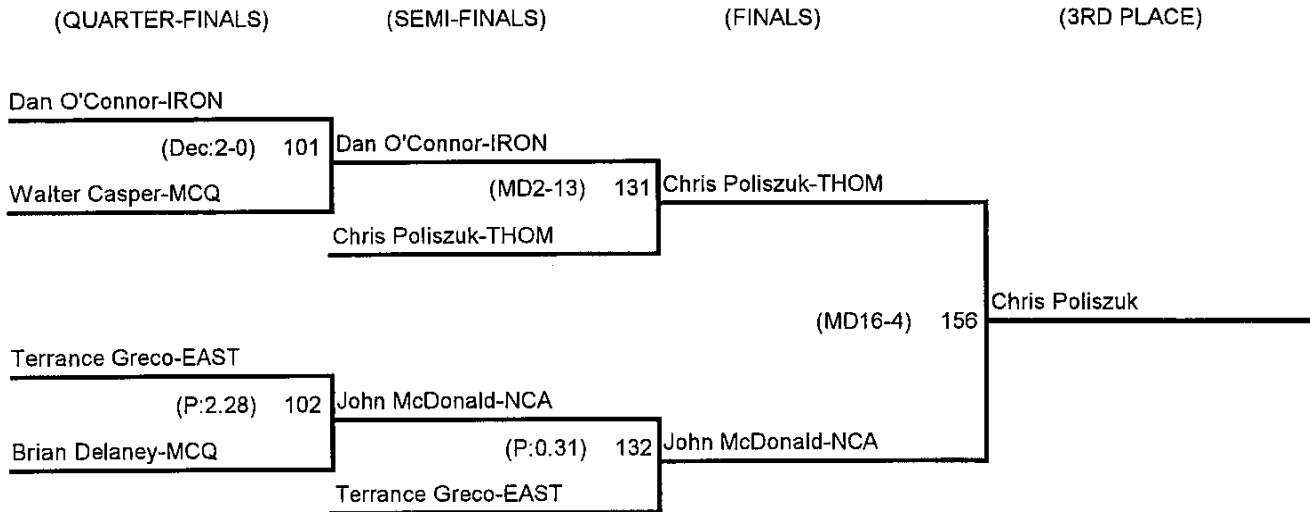 (QUARTER-FINALS) (SEMI-FINALS) (FINALS) (3RD PLACE)
Dan O'Connor-IRON
(Dec:2-0) 101 Dan O'Connor-IRON
Walter Casper-MCQ (MD2-13) 131 Chris Poliszuk-THOM
Chris Poliszuk-THOM
(MD16-4) 156 Chris Poliszuk
Terrance Greco-EAST
(P:2.28) 102 John McDonald-NCA
Brian Delaney-MCQ (P:0.31) 132 John McDonald-NCA
Terrance Greco-EAST